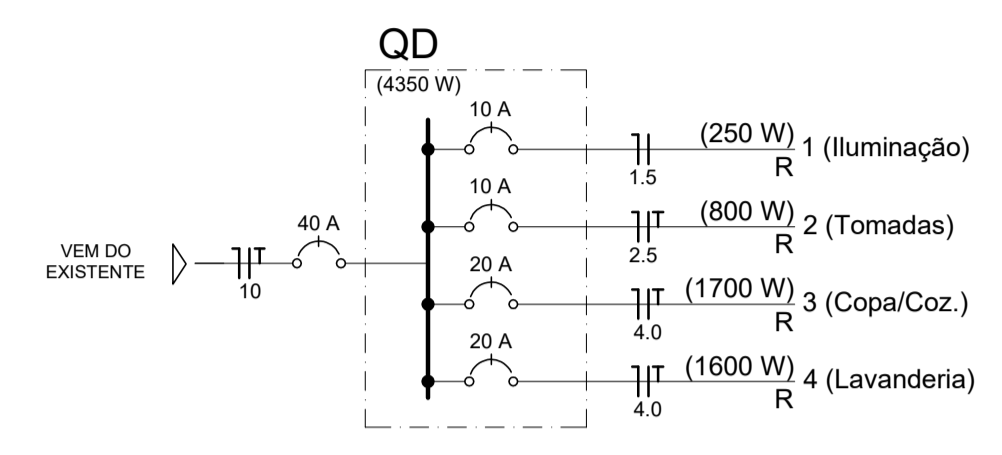 QD
(4350 W)
10 A
(250 W)
1 (Iluminação)
1.5
R
10 A
(800 W)
2 (Tomadas)
2.5
R
40 A
VEM DO
EXISTENTE
T
10
20 A
T
(1700 W)
3 (Copa/Coz.)
4.0
R
20 A
(1600 W)
4 (Lavanderia)
4.0
R